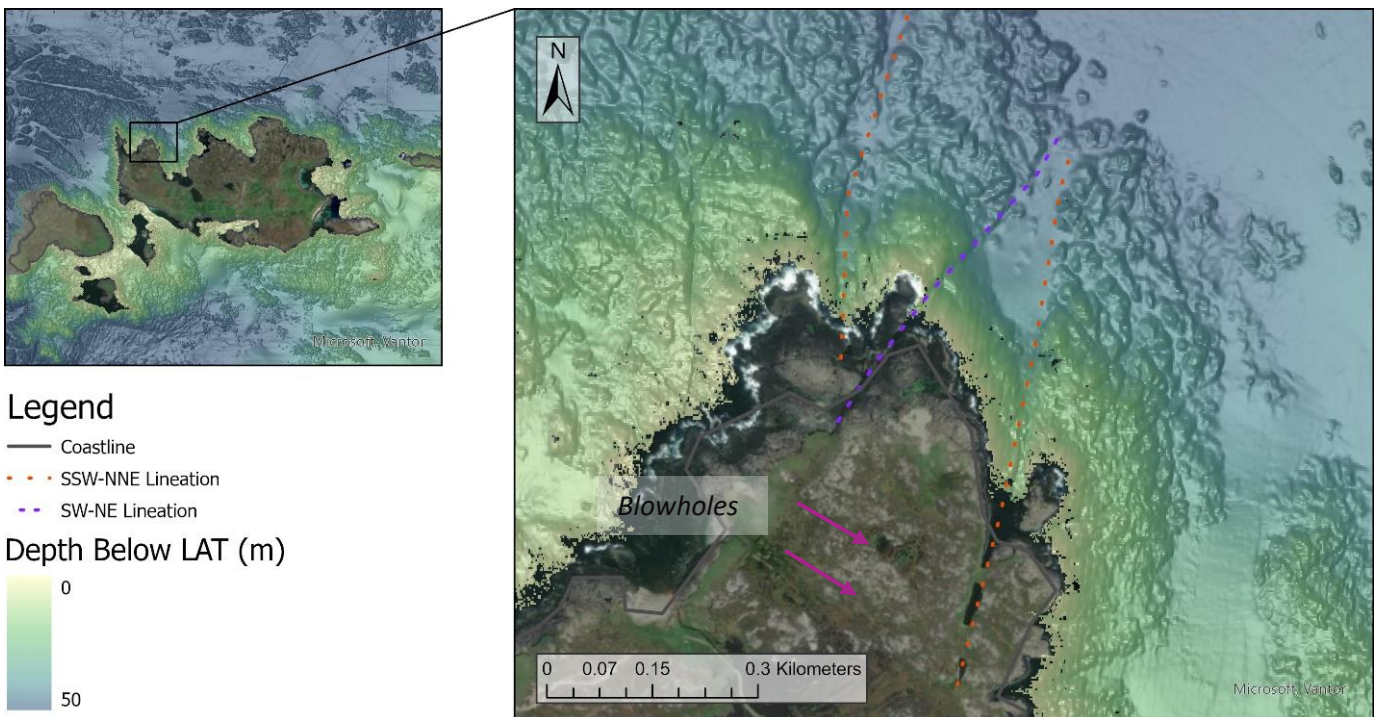 Microsoft, Vantor
Legend
Coastline
SSW-NNE Lineation
SW-NE Lineation
Depth Below LAT (m)
0
50
N
Blowholes
0 0.07 0.15 0.3 Kilometers
Microsoft, Vantor